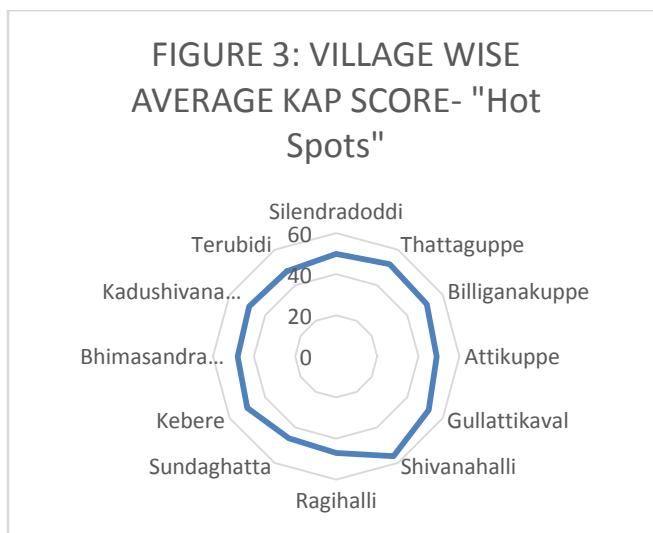 FIGURE 3: VILLAGE WISE
AVERAGE KAP SCORE- "Hot
Spots"
Silendradoddi
Thattaguppe
Billiganakuppe
Attikuppe
Gullattikaval
Shivanahalli
Ragihalli
Sundaghatta
Kebere
Bhimasandra…
Kadushivana…
Terubidi
60
40
20
0